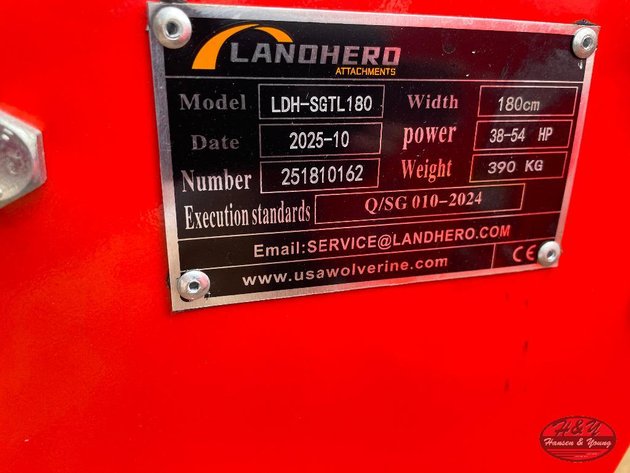 LANDHERO
ATTACHMENTS
Model LDH-SGTL180 Width 180cm
Date 2025-10 power 38-54 HP
Number 251810162 Weight 390 KG
Execution standards Q/SG 010-2024
Email:SERVICE@LANDHERO.COM
www.usawolverine.com CE
H&Y
Hansen & Young